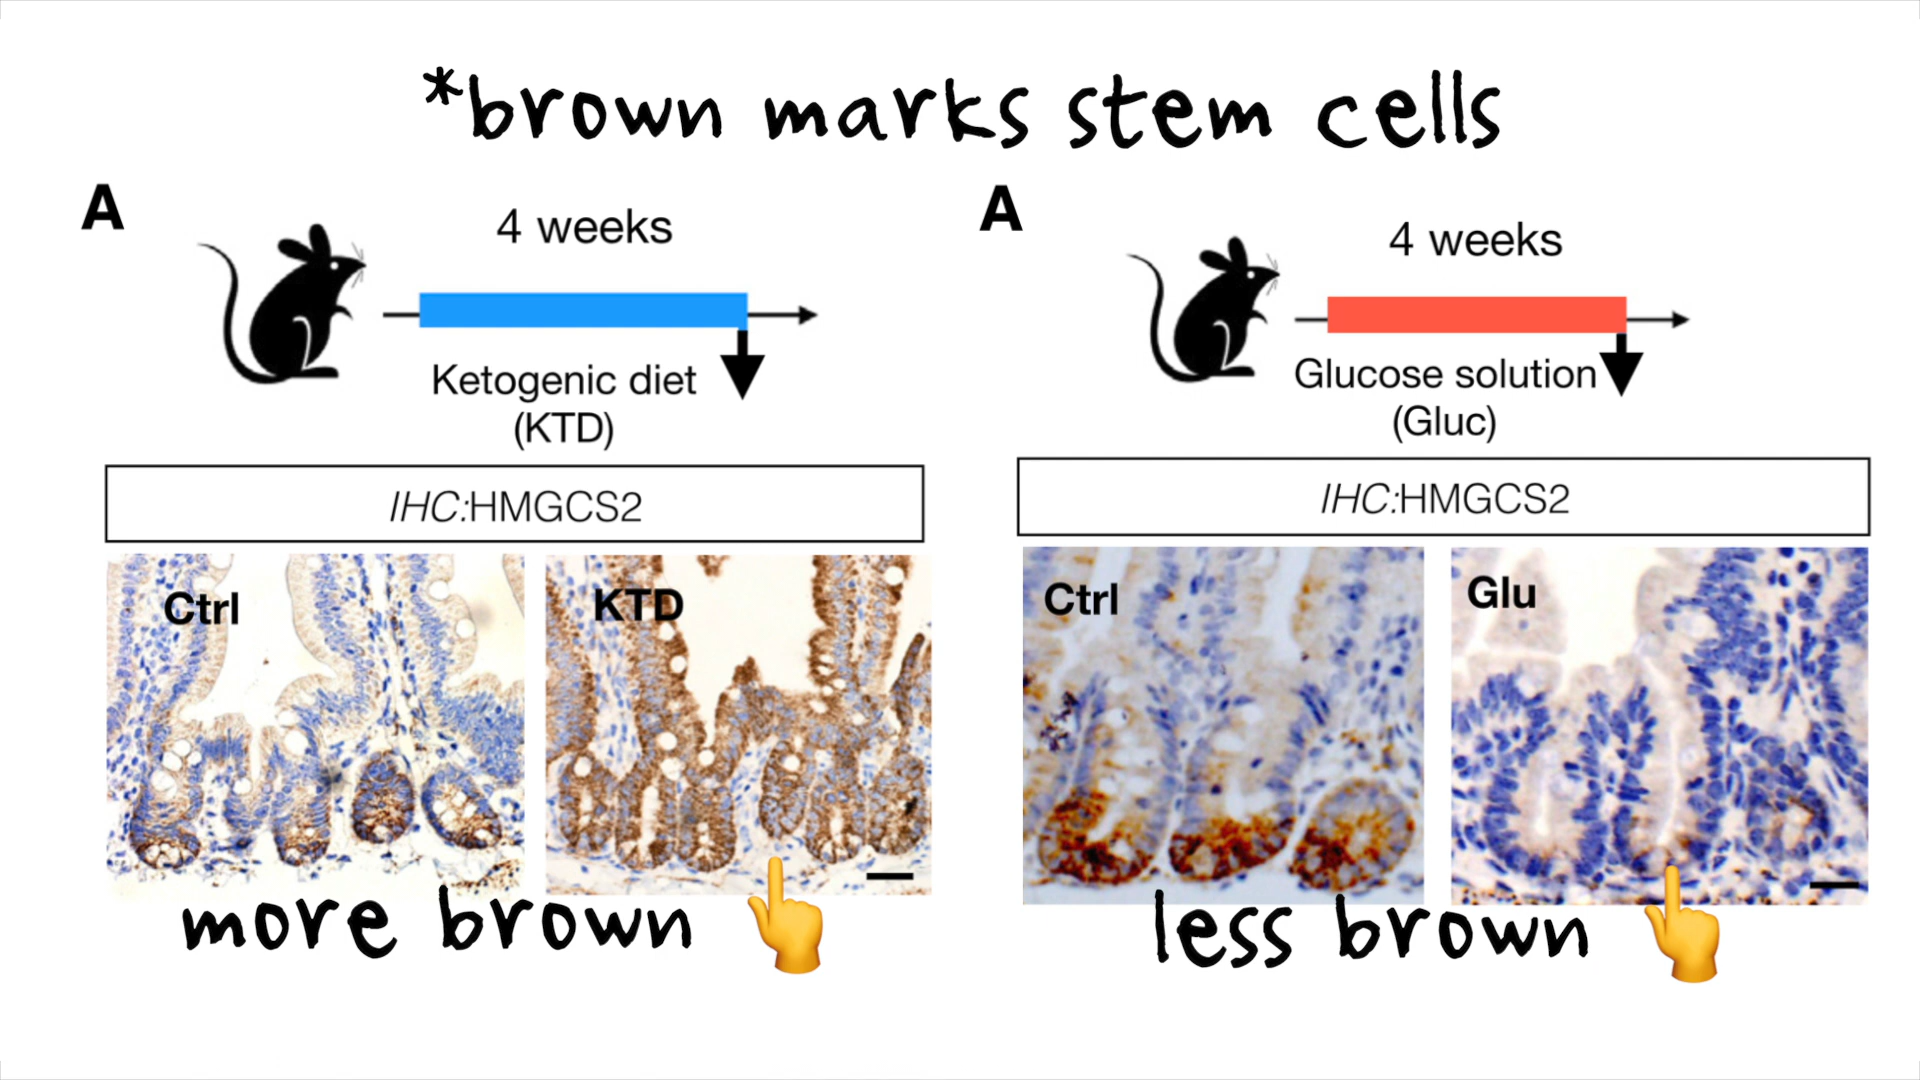 *brown marks stem cells
A
4 weeks
Ketogenic diet
(KTD)
IHC:HMGCS2
Ctrl
KTD
more brown
A
4 weeks
Glucose solution
(Gluc)
IHC:HMGCS2
Ctrl
Glu
less brown